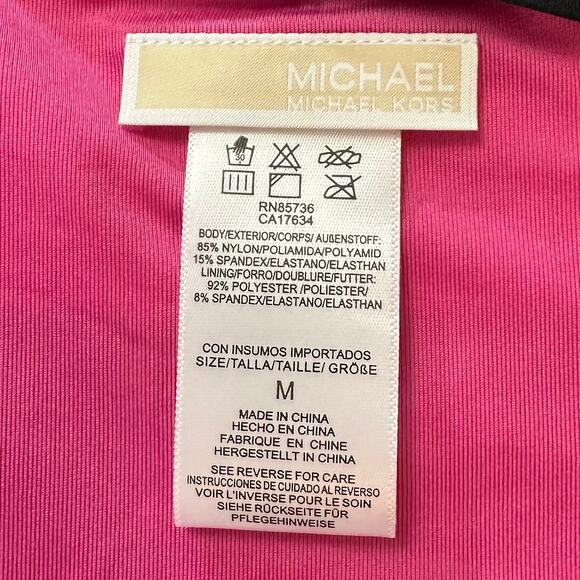 MICHAEL
MICHAEL KORS
30
RN85736
CA17634
BODY/EXTERIOR/CORPS/ AUßENSTOFF:
85% NYLON/POLIAMIDA/POLYAMID
15% SPANDEX/ELASTANO/ELASTHAN
LINING/FORRO/DOUBLURE/FUTTER:
92% POLYESTER /POLIESTER/
8% SPANDEX/ELASTANO/ELASTHAN
CON INSUMOS IMPORTADOS
SIZE/TALLA/TAILLE/ GRÖßE
M
MADE IN CHINA
HECHO EN CHINA
FABRIQUE EN CHINE
HERGESTELLT IN CHINA
SEE REVERSE FOR CARE
INSTRUCCIONES DE CUIDADO AL REVERSO
VOIR L'INVERSE POUR LE SOIN
SIEHE RÜCKSEITE FÜR
PFLEGEHINWEISE